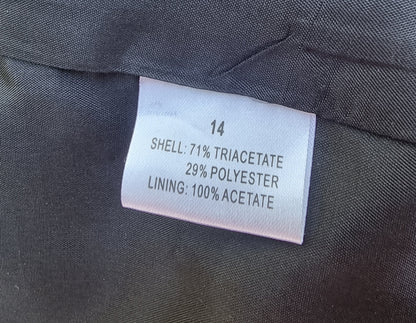 14
SHELL: 71% TRIACETATE
29% POLYESTER
LINING: 100% ACETATE